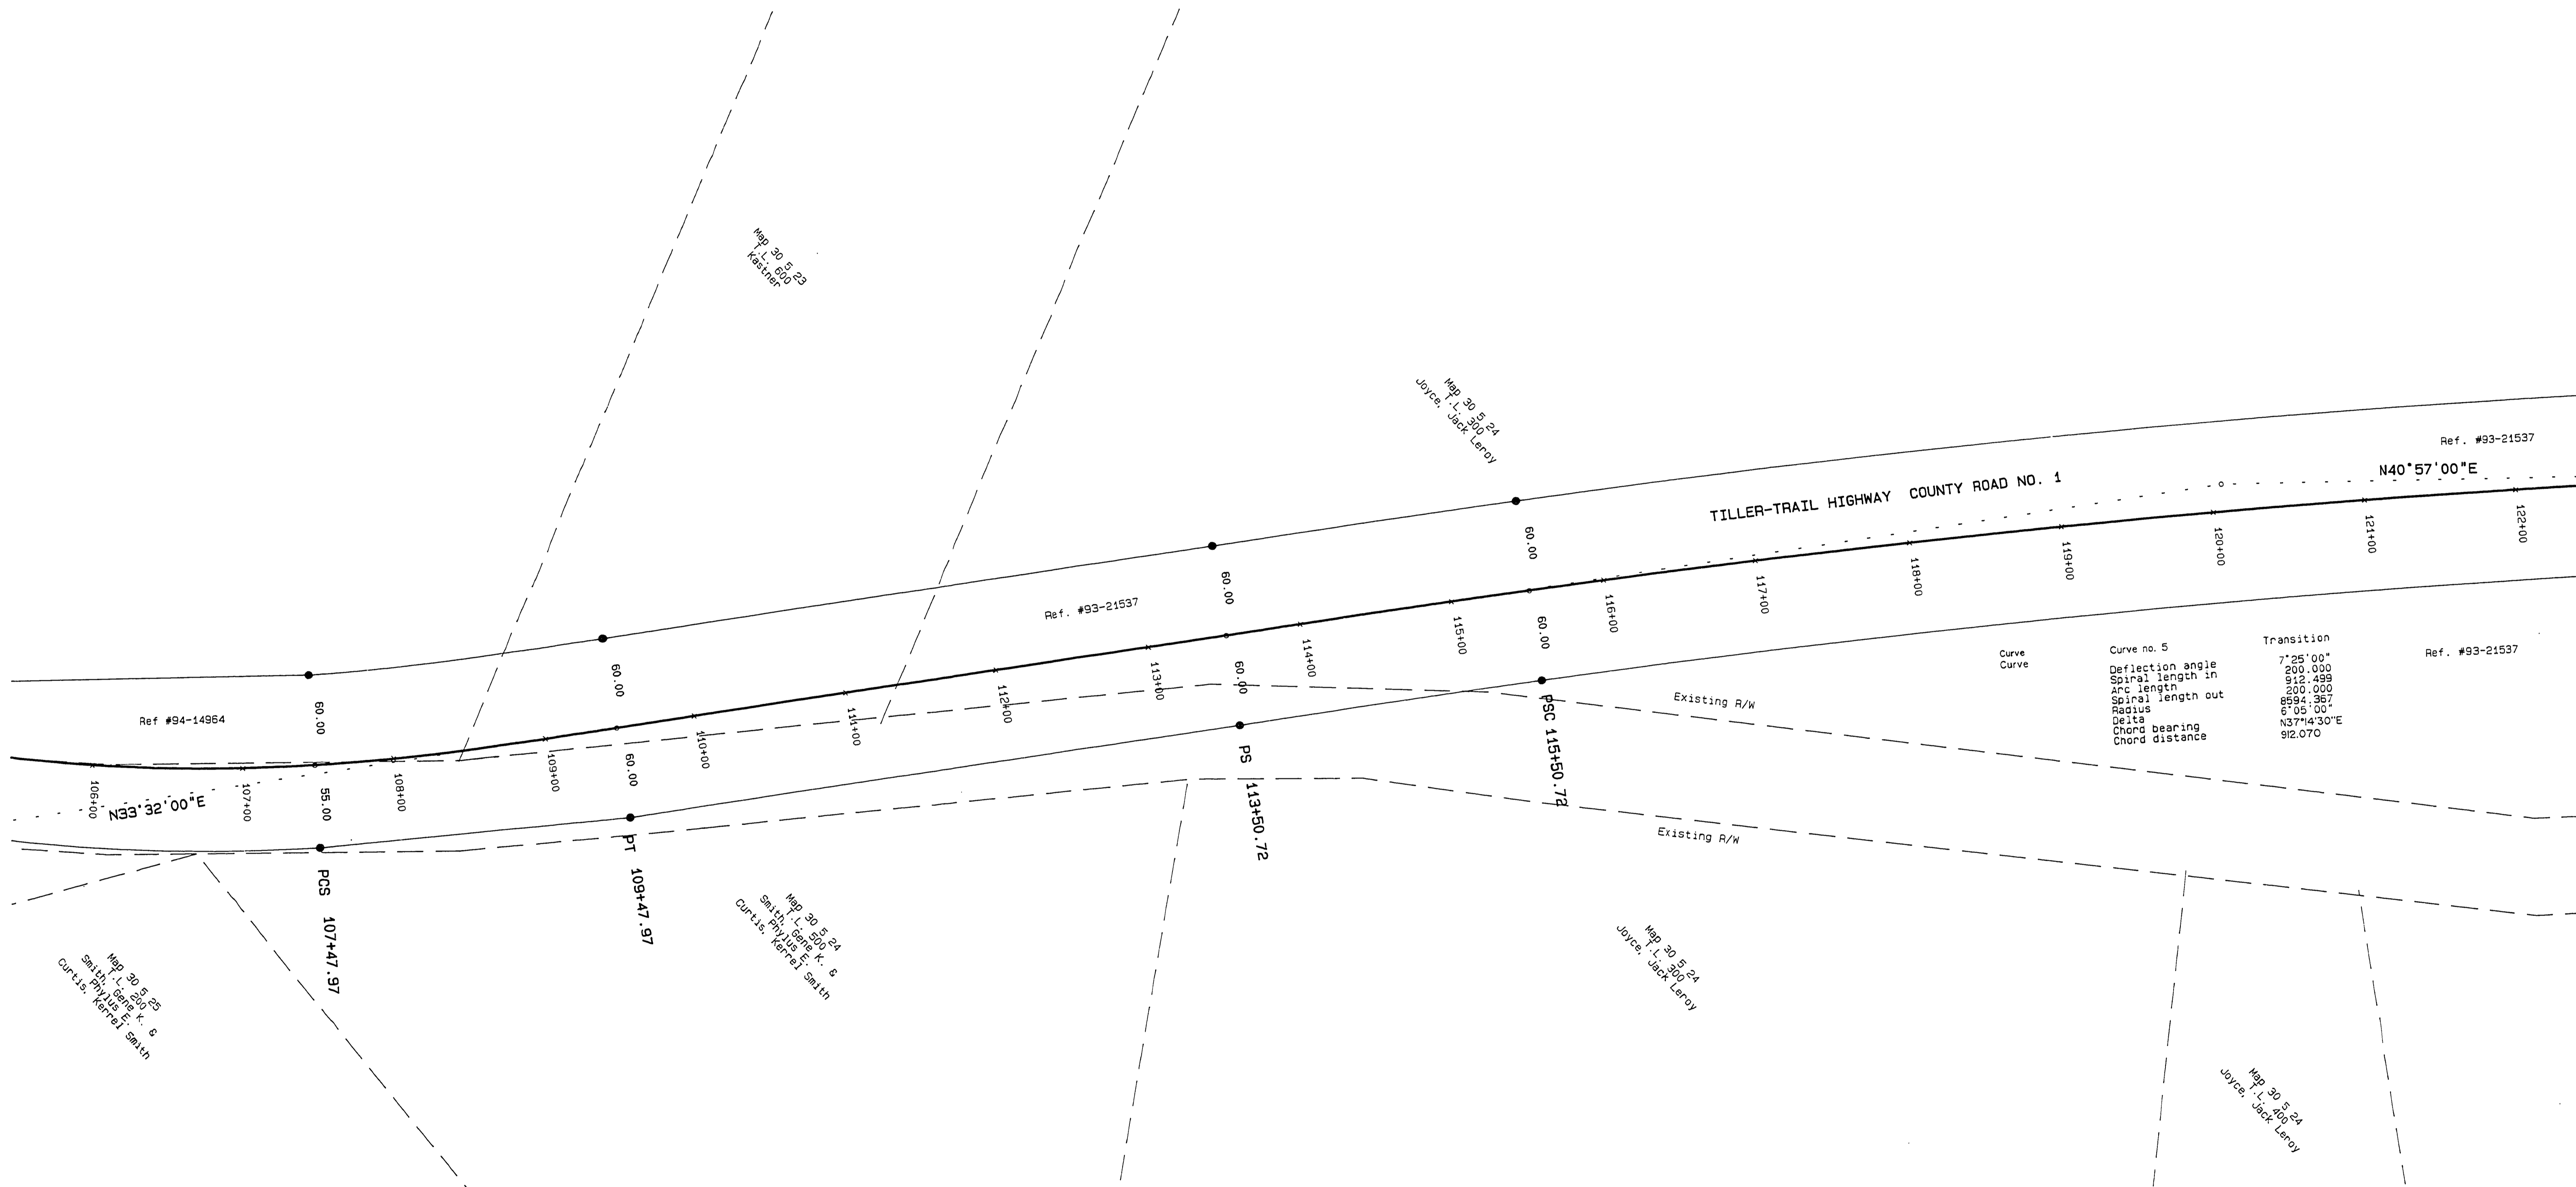 Map 30 5 23
T.L. 600
Kastner
Map 30 5 24
T.L. 300
Joyce, Jack Leroy
Ref. #93-21537
N40°57'00"E
TILLER-TRAIL HIGHWAY COUNTY ROAD NO. 1
60.00
60.00
60.00
60.00
Ref. #93-21537
Ref #94-14964
N33°32'00"E
106+00
107+00
108+00
109+00
110+00
111+00
112+00
113+00
114+00
115+00
116+00
117+00
118+00
119+00
120+00
121+00
122+00
55.00
60.00
60.00
60.00
PCS 107+47.97
PT 109+47.97
PS 113+50.72
PSC 115+50.72
Existing R/W
Existing R/W
Curve
Curve
Curve no. 5 Transition
Deflection angle 7°25'00"
Spiral length in 200.000
Arc length 912.499
Spiral length out 200.000
Radius 8594.367
Delta 6°05'00"
Chord bearing N37°14'30"E
Chord distance 912.070
Ref. #93-21537
Map 30 5 25
T.L. 200
Smith, Gene K. &
Phylus E.
Curtis, Kerrel Smith
Map 30 5 24
T.L. 500
Smith, Gene K. &
Phylus E.
Curtis, Kerrel Smith
Map 30 5 24
T.L. 300
Joyce, Jack Leroy
Map 30 5 24
T.L. 400
Joyce, Jack Leroy